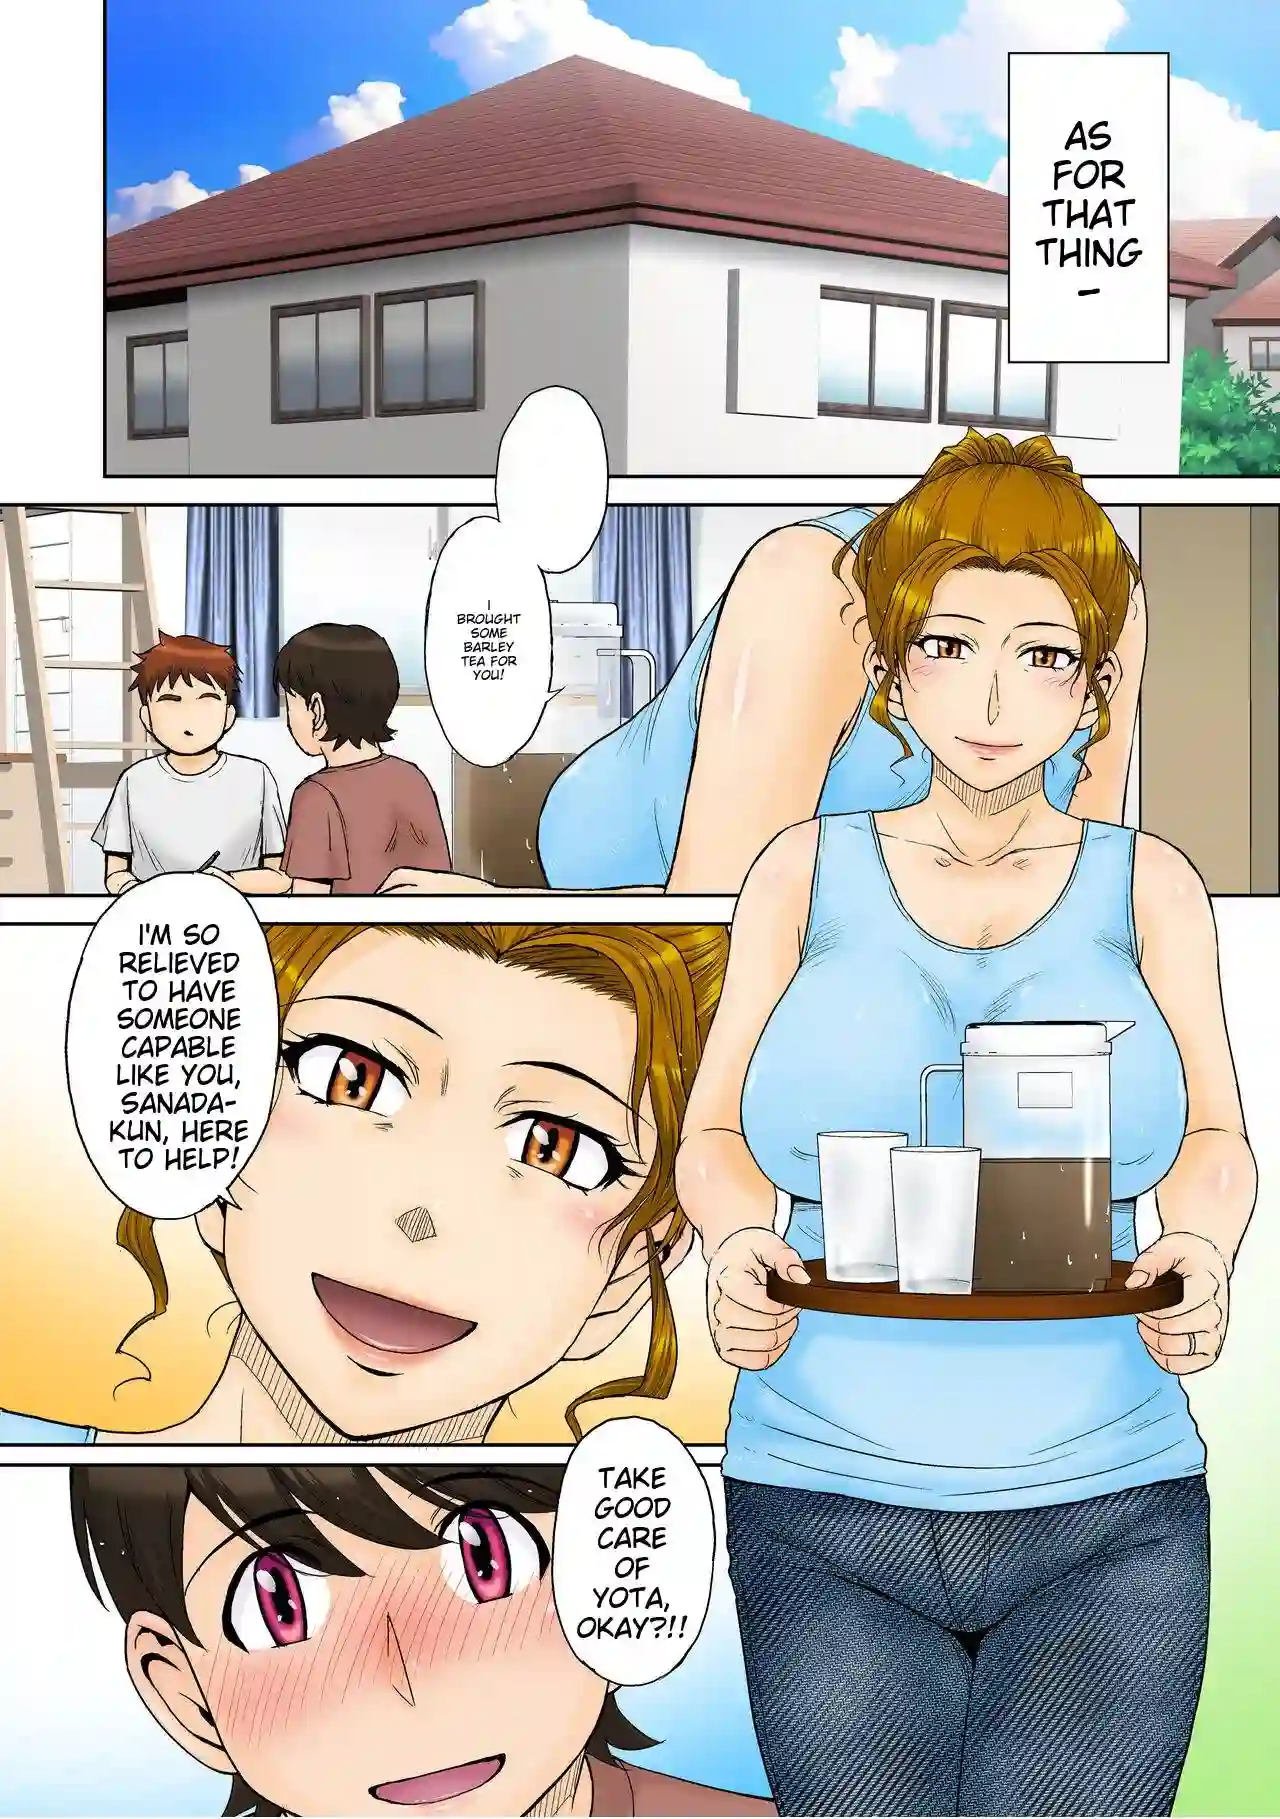 AS
FOR
THAT
THING
-
I
BROUGHT
SOME
BARLEY
TEA FOR
YOU!
I'M SO
RELIEVED
TO HAVE
SOMEONE
CAPABLE
LIKE YOU,
SANADA-
KUN, HERE
TO HELP!
TAKE
GOOD
CARE
OF
YOTA,
OKAY?!!